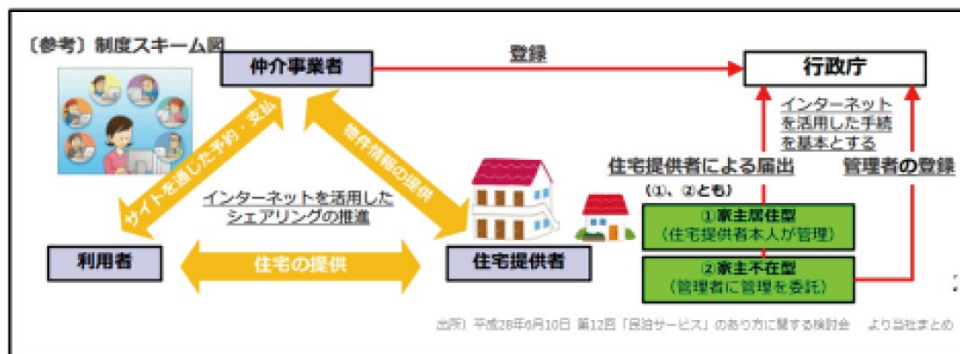 〔参考〕制度スキーム図
仲介事業者
登録
行政庁
サイトを通じた予約・支払
物件情報の提供
インターネット
を活用した手続
を基本とする
住宅提供者による届出
(①、②とも)
管理者の登録
インターネットを活用した
シェアリングの推進
①家主居住型
(住宅提供者本人が管理)
利用者
住宅の提供
住宅提供者
②家主不在型
(管理者に管理を委託)
出所)平成28年6月10日 第12回「民泊サービス」のあり方に関する検討会 より当社まとめ